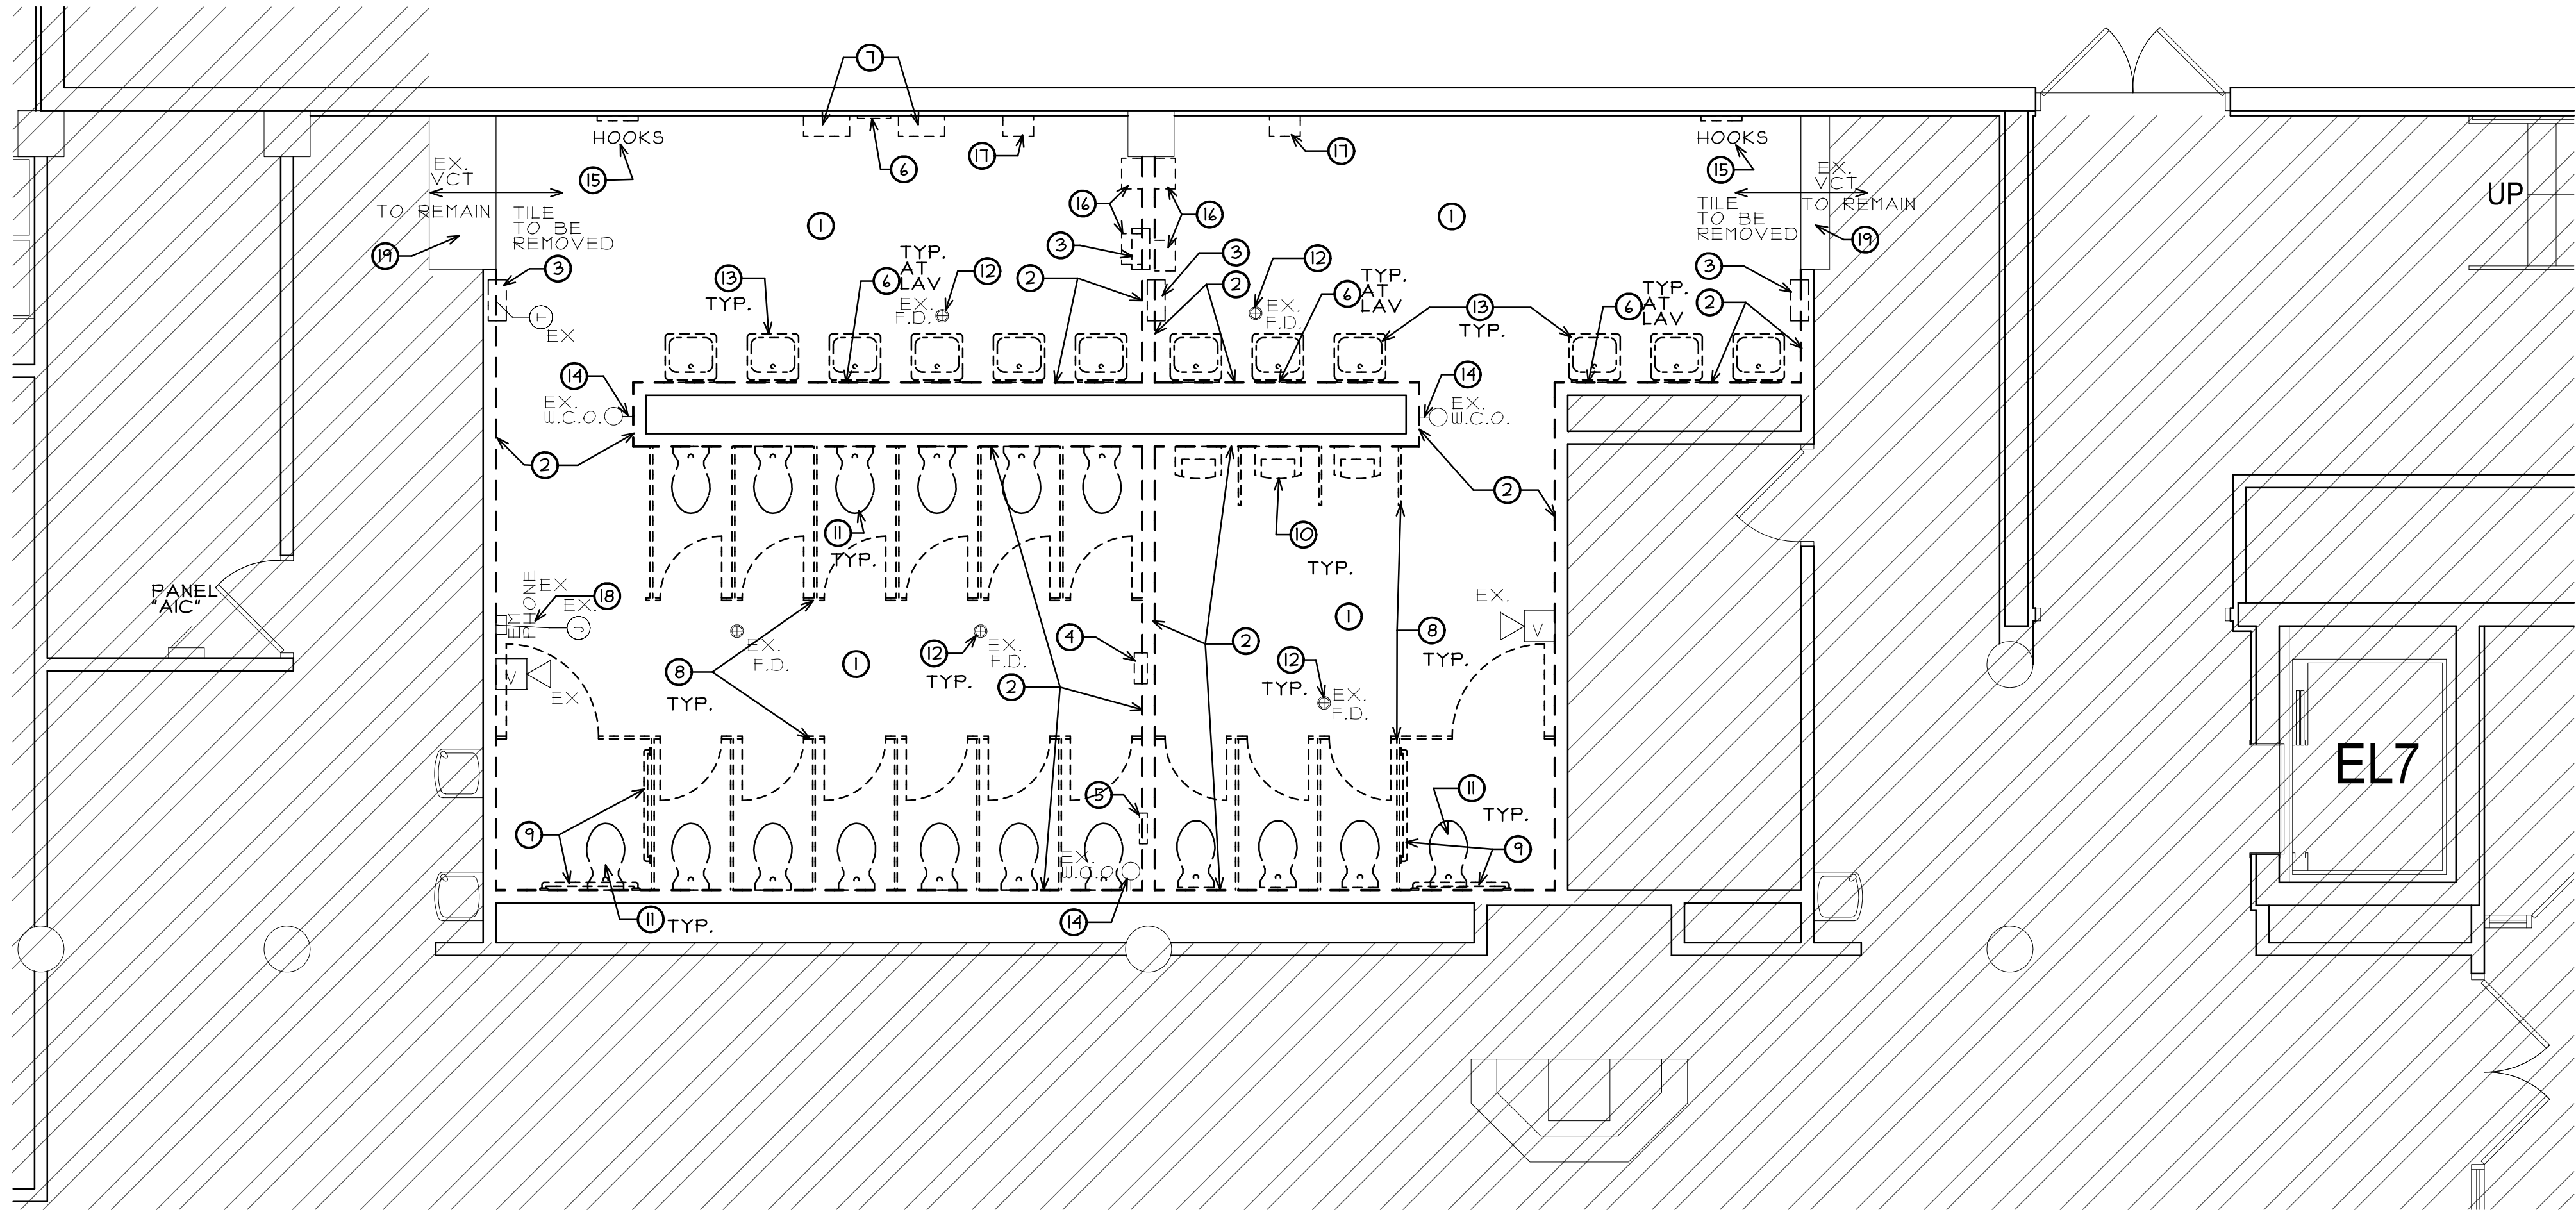 7
HOOKS
15
6
17
17
HOOKS
15
EX.
VCT
TO REMAIN
TILE
TO BE
REMOVED
19
1
16
16
1
EX.
VCT
TO REMAIN
TILE
TO BE
REMOVED
19
UP
3
T
EX
13
TYP.
6
TYP.
AT
LAV
12
EX.
F.D.
3
2
3
2
12
EX.
F.D.
6
TYP.
AT
LAV
13
TYP.
6
TYP.
AT
LAV
3
2
14
EX.
W.C.O.
14
EX.
W.C.O.
2
2
11
TYP.
10
TYP.
PANEL
"A1C"
EM
PHONE
EX
EX.
18
J
V
EX
EX.
F.D.
8
TYP.
1
12
TYP.
EX.
F.D.
2
4
2
1
12
TYP.
EX.
F.D.
8
TYP.
EX.
V
EL7
9
5
11
TYP.
9
EX.
W.C.O.
11
TYP.
14